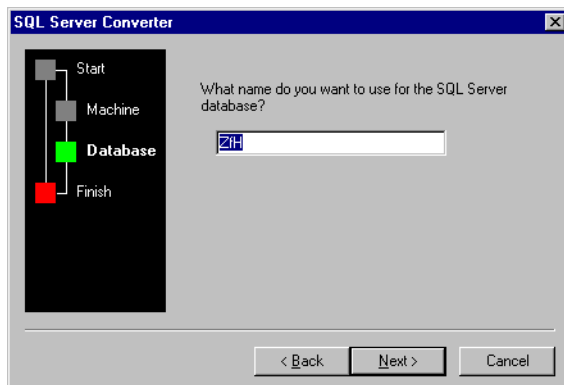 SQL Server Converter
Start
Machine
Database
Finish
What name do you want to use for the SQL Server
database?
ZfH
< Back
Next >
Cancel